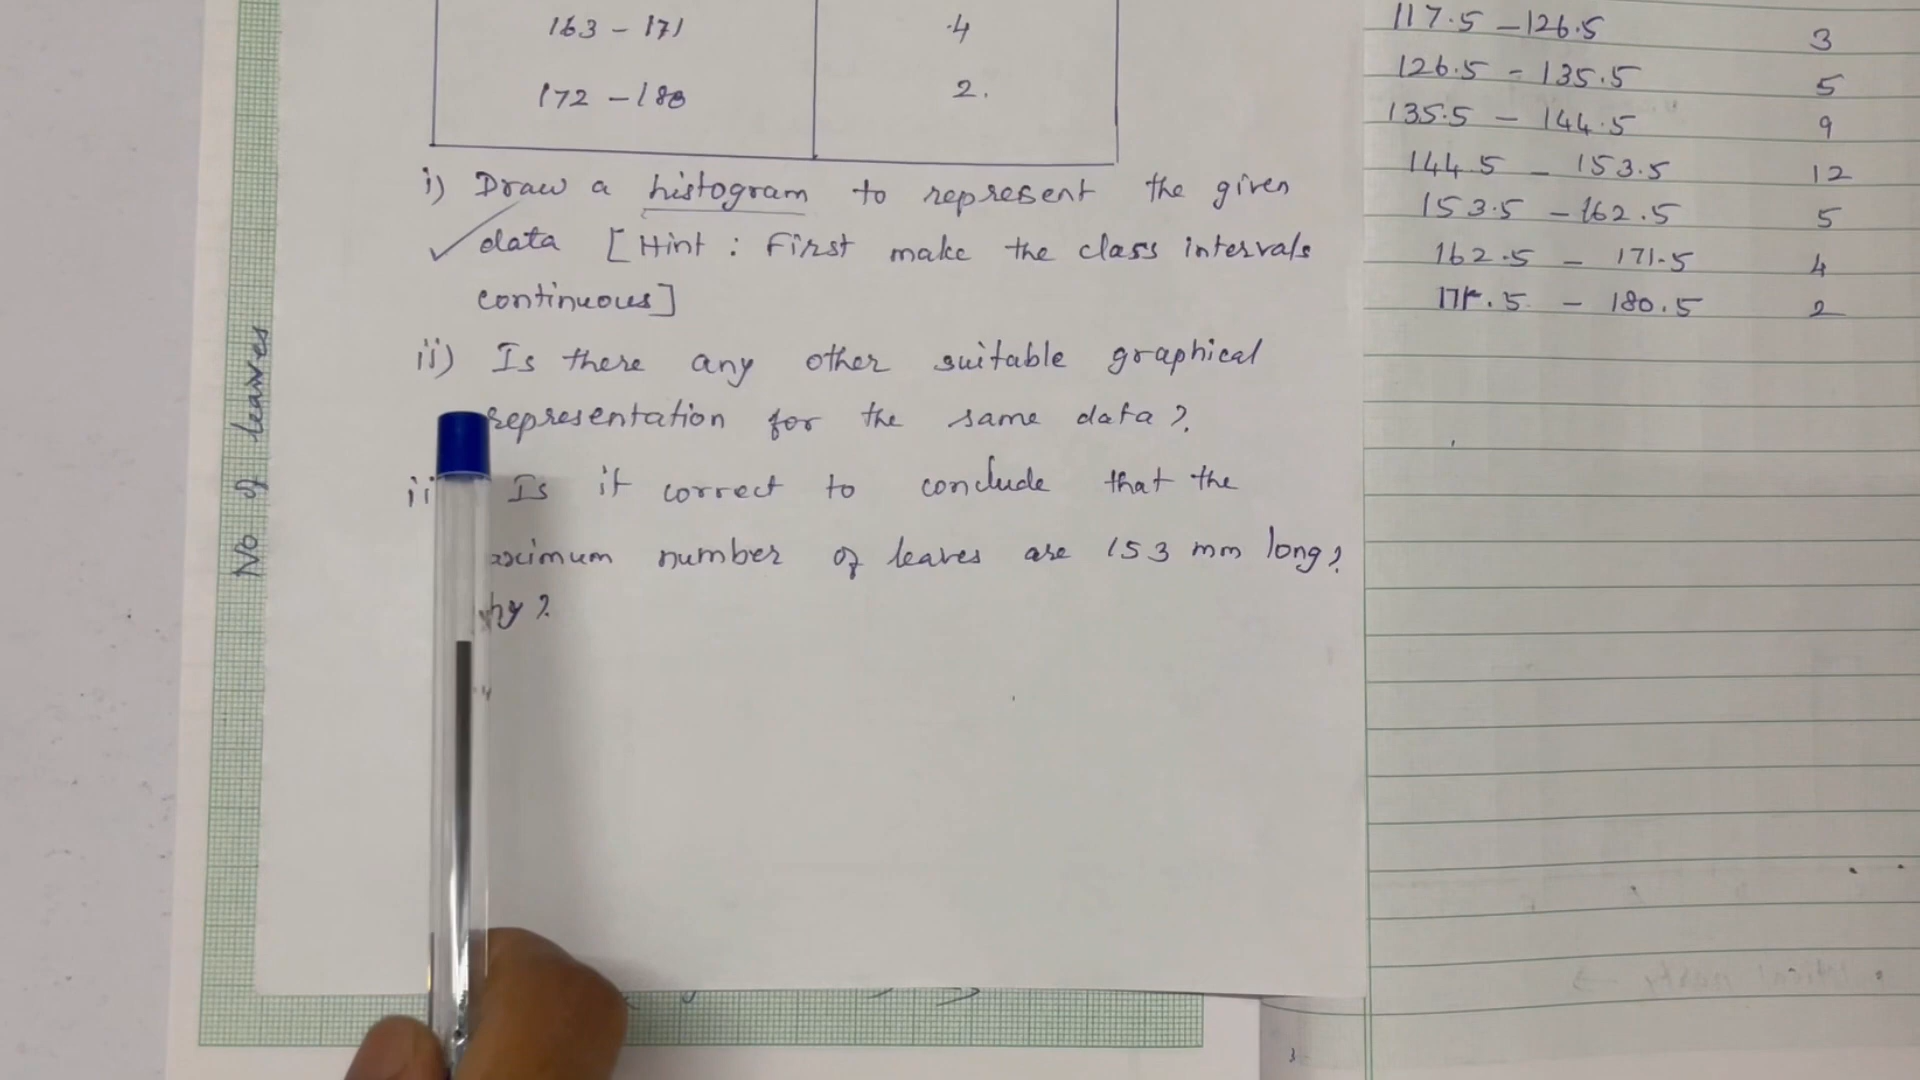 163 - 171 4
172 - 180 2.
i) Draw a histogram to represent the given
data [Hint : First make the class intervals
continuous]
ii) Is there any other suitable graphical
representation for the same data?
ii Is it correct to conclude that the
ximum number of leaves are 153 mm long?
hy?
No of leaves
117.5 - 126.5 3
126.5 - 135.5 5
135.5 - 144.5 9
144.5 - 153.5 12
153.5 - 162.5 5
162.5 - 171.5 4
171.5 - 180.5 2